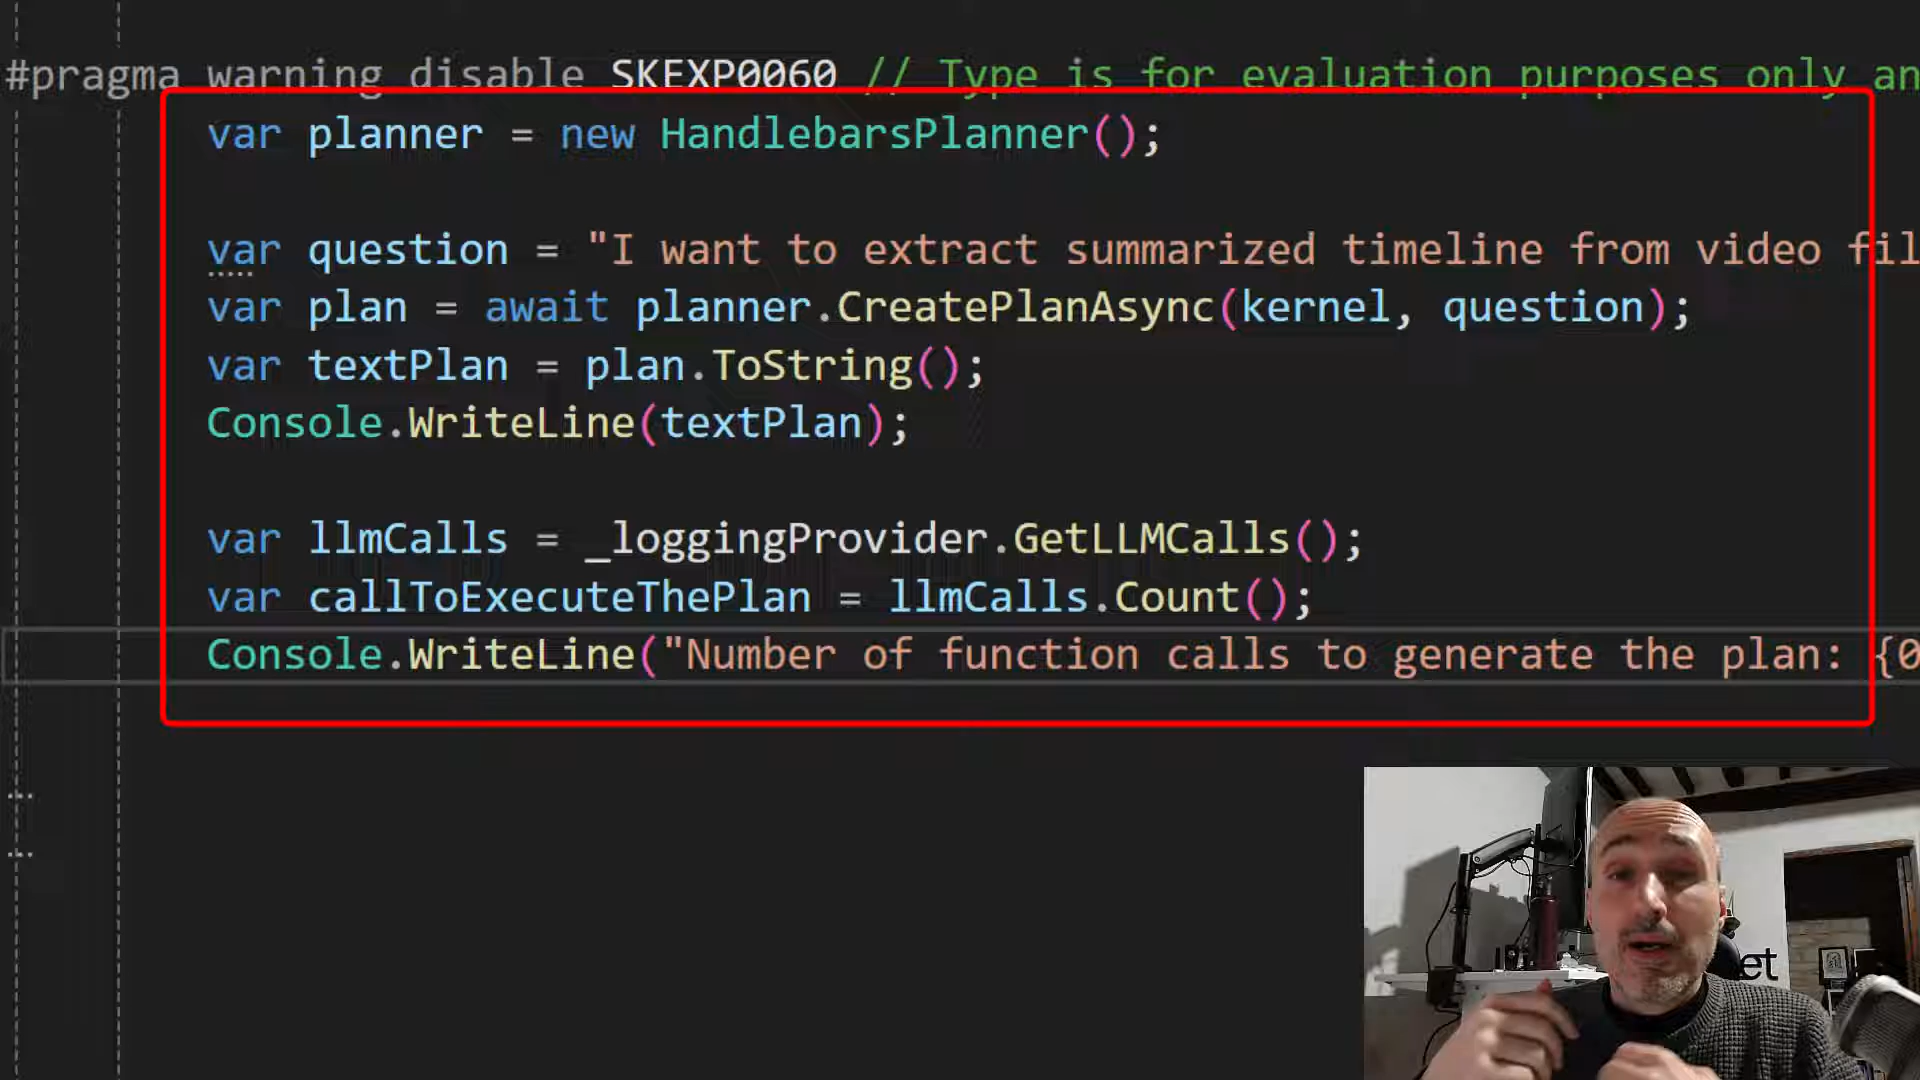 #pragma warning disable SKEXP0060 // Type is for evaluation purposes only an
var planner = new HandlebarsPlanner();
var question = "I want to extract summarized timeline from video fil
var plan = await planner.CreatePlanAsync(kernel, question);
var textPlan = plan.ToString();
Console.WriteLine(textPlan);
var llmCalls = _loggingProvider.GetLLMCalls();
var callToExecuteThePlan = llmCalls.Count();
Console.WriteLine("Number of function calls to generate the plan: {0
et